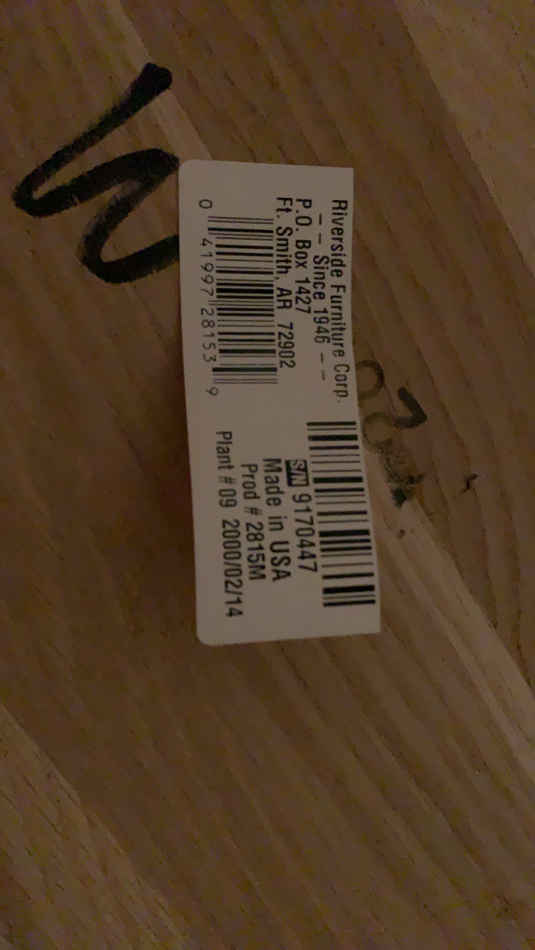 Riverside Furniture Corp.
-- Since 1946 --
P.O. Box 1427
Ft. Smith, AR 72902
0 41997 28153 9
S/N 9170447
Made in USA
Prod # 2815M
Plant # 09 2000/02/14